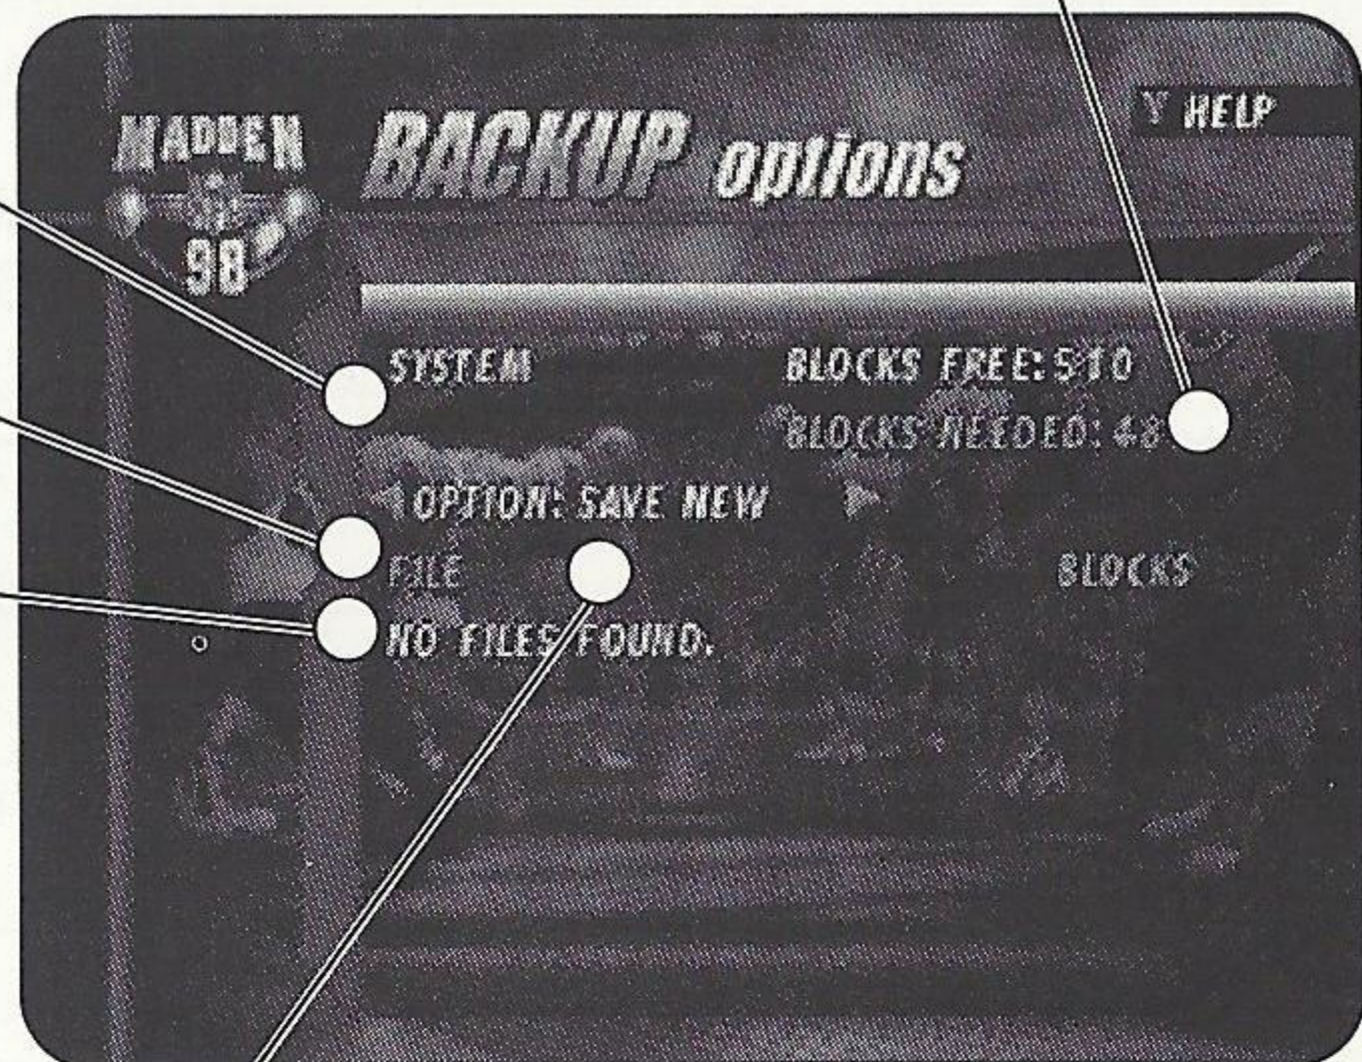 MADDEN
98
BACKUP options
Y HELP
SYSTEM
BLOCKS FREE: 510
BLOCKS NEEDED: 48
OPTION: SAVE NEW
FILE
BLOCKS
NO FILES FOUND.